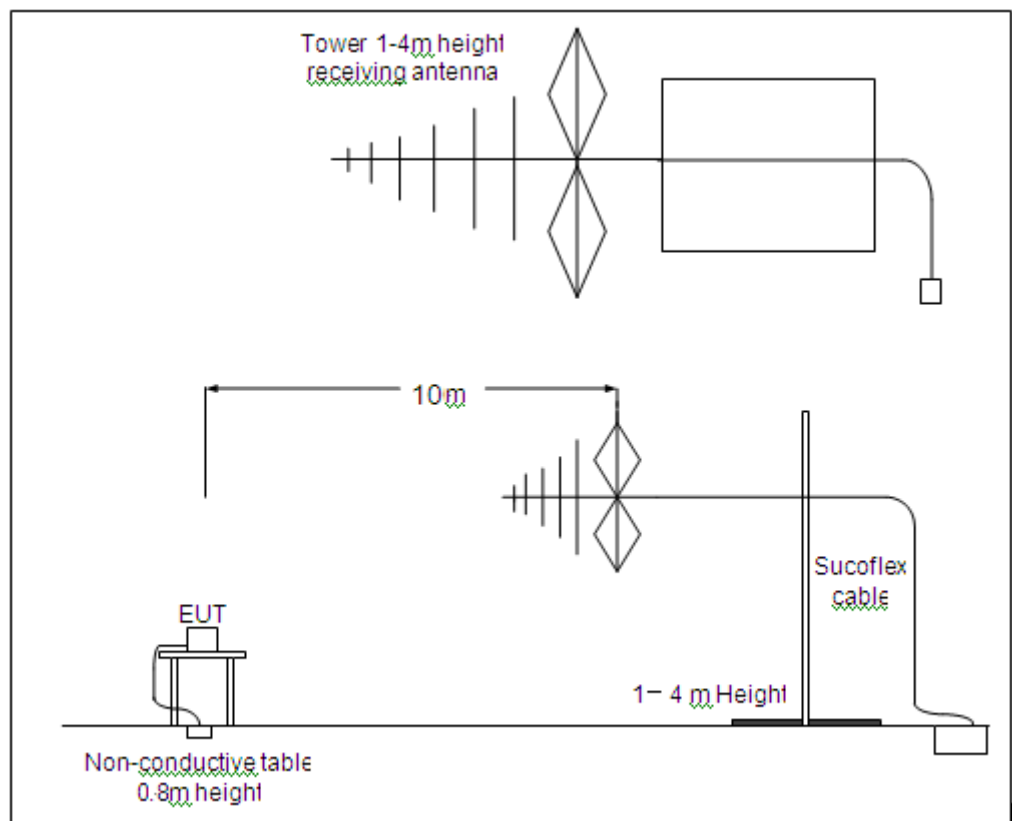 Tower 1-4m height
receiving antenna
10m
Sucoflex
cable
EUT
1– 4 m Height
Non-conductive table
0.8m height